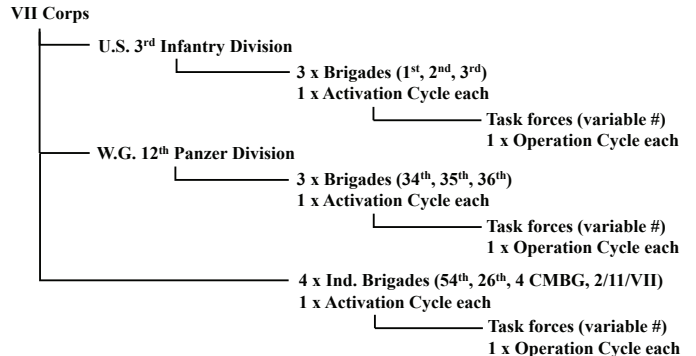 VII Corps
U.S. 3rd Infantry Division
3 x Brigades (1st, 2nd, 3rd)
1 x Activation Cycle each
Task forces (variable #)
1 x Operation Cycle each
W.G. 12th Panzer Division
3 x Brigades (34th, 35th, 36th)
1 x Activation Cycle each
Task forces (variable #)
1 x Operation Cycle each
4 x Ind. Brigades (54th, 26th, 4 CMBG, 2/11/VII)
1 x Activation Cycle each
Task forces (variable #)
1 x Operation Cycle each